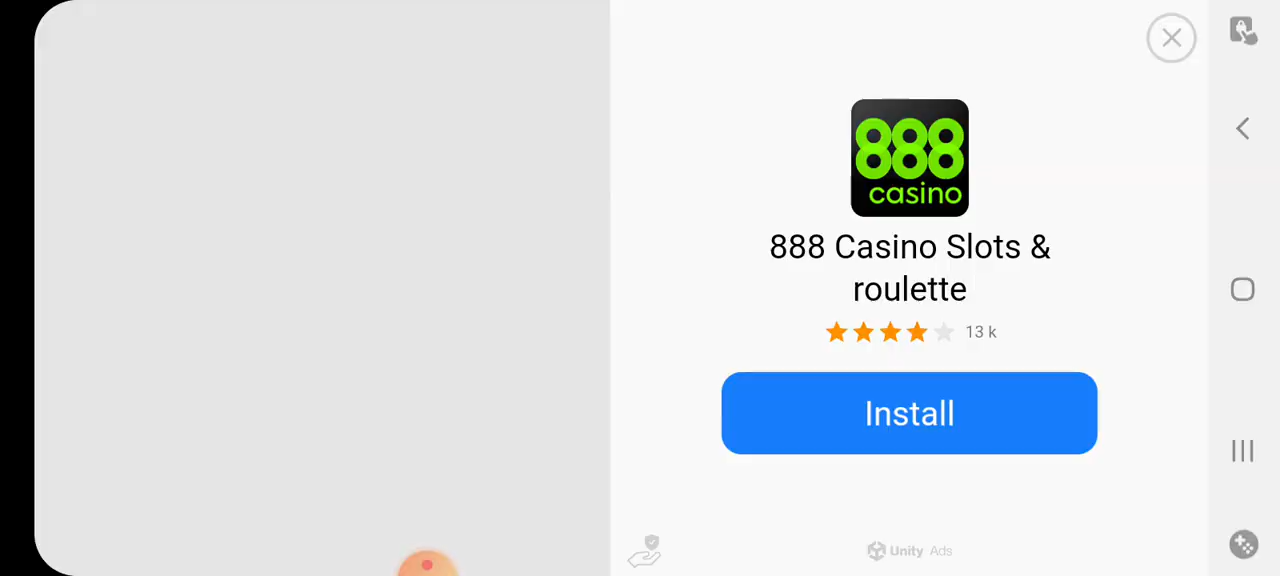 888
casino
888 Casino Slots &
roulette
13 k
Install
Unity Ads